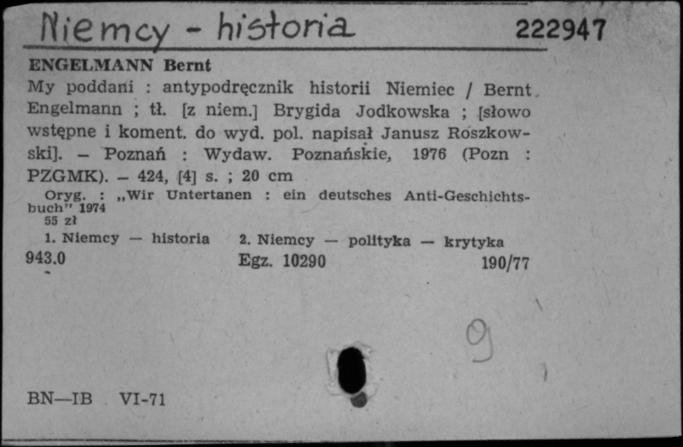 Niemcy - historia 222947
ENGELMANN Bernt
My poddani : antypodręcznik historii Niemiec / Bernt
Engelmann ; tł. [z niem.] Brygida Jodkowska ; [słowo
wstępne i koment. do wyd. pol. napisał Janusz Roszkow-
ski]. — Poznań : Wydaw. Poznańskie, 1976 (Pozn :
PZGMK). — 424, [4] s. ; 20 cm
Oryg. : „Wir Untertanen : ein deutsches Anti-Geschichts-
buch" 1974
55 zł
1. Niemcy — historia 2. Niemcy — polityka — krytyka
943.0 Egz. 10290 190/77
9
BN—IB VI-71